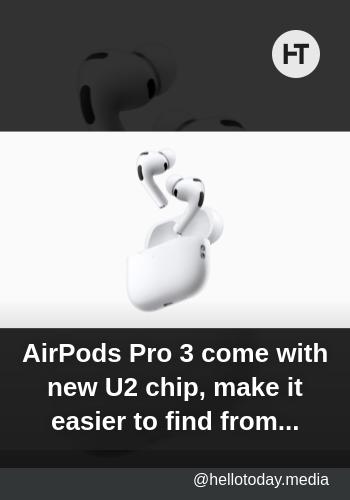 HT
AirPods Pro 3 come with
new U2 chip, make it
easier to find from...
@hellotoday.media